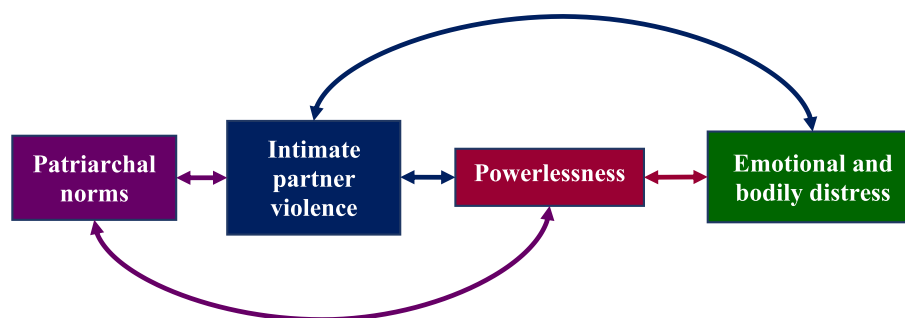 Patriarchal
norms
Intimate
partner
violence
Powerlessness
Emotional and
bodily distress